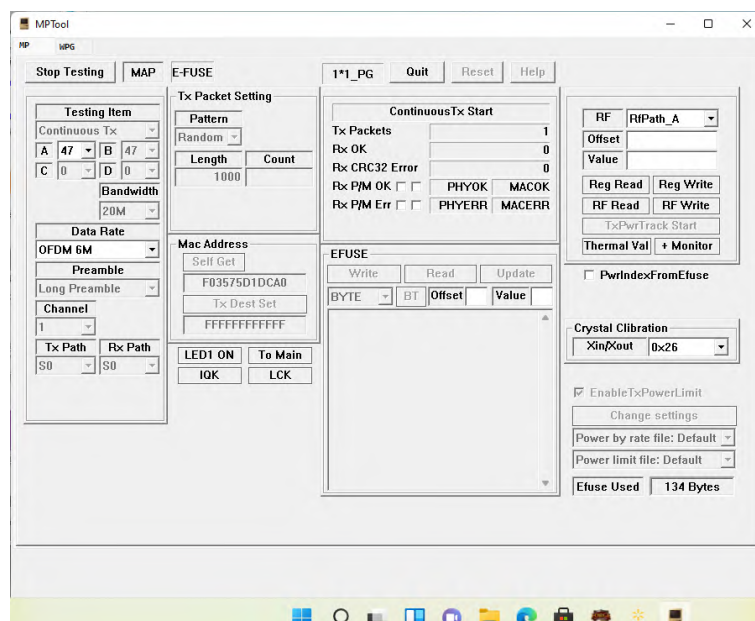 MPTool
MP WPG
Stop Testing MAP E-FUSE 1*1_PG Quit Reset Help
Testing Item
Continuous Tx
A 47 B 47
C 0 D 0
Bandwidth
20M
Data Rate
OFDM 6M
Preamble
Long Preamble
Channel
1
Tx Path Rx Path
S0 S0
Tx Packet Setting
Pattern
Random
Length Count
1000
Mac Address
Self Get
F03575D1DCA0
Tx Dest Set
FFFFFFFFFFFF
LED1 ON To Main
IQK LCK
ContinuousTx Start
Tx Packets 1
Rx OK 0
Rx CRC32 Error 0
Rx P/M OK PHYOK MACOK
Rx P/M Err PHYERR MACERR
EFUSE
Write Read Update
BYTE BT Offset Value
RF RfPath_A
Offset
Value
Reg Read Reg Write
RF Read RF Write
TxPwrTrack Start
Thermal Val + Monitor
PwrIndexFromEfuse
Crystal Clibration
Xin/Xout 0x26
EnableTxPowerLimit
Change settings
Power by rate file: Default
Power limit file: Default
Efuse Used 134 Bytes